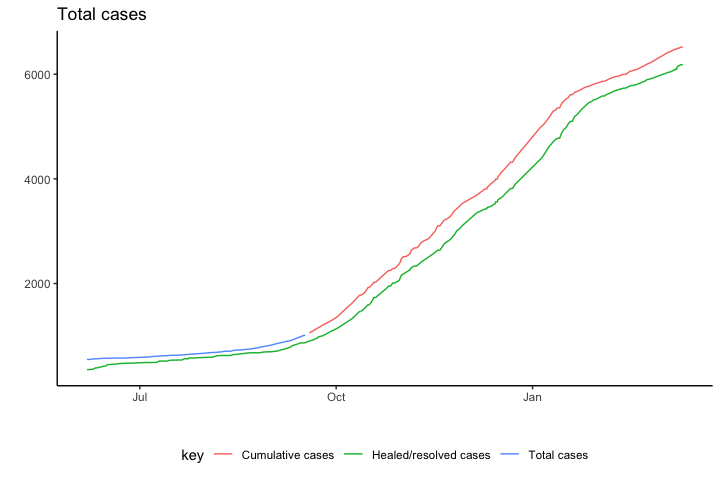 Total cases
6000
4000
2000
Jul Oct Jan
key Cumulative cases Healed/resolved cases Total cases